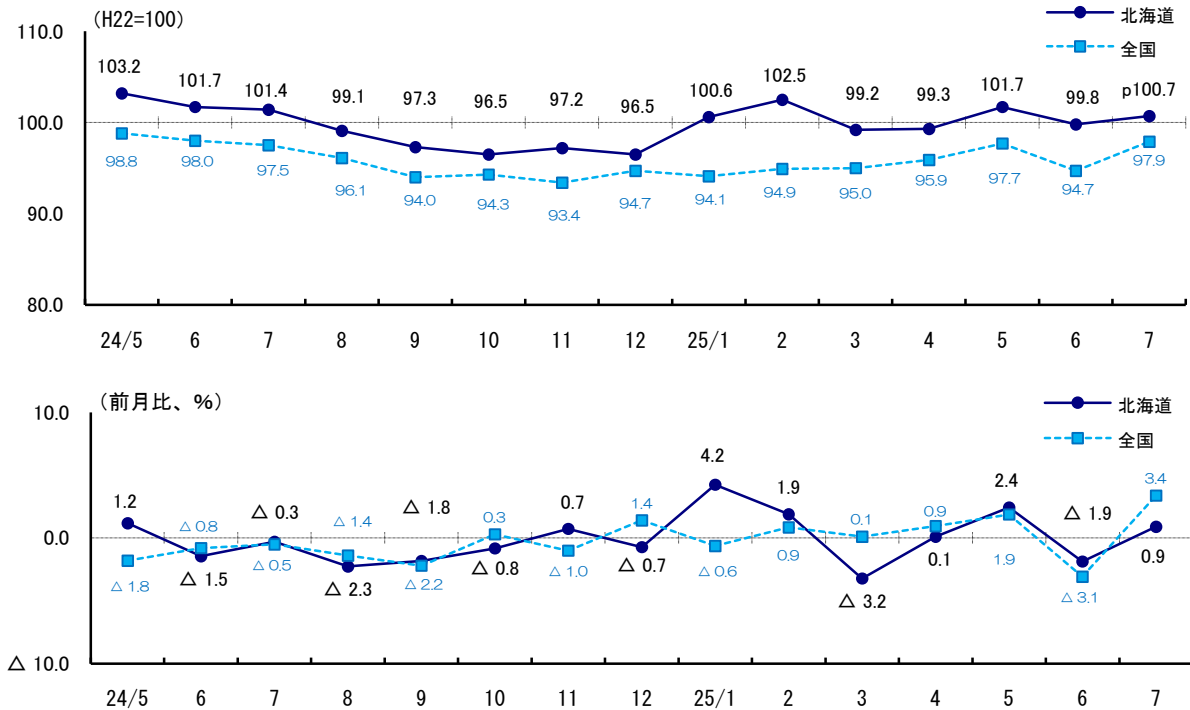 (H22=100)
北海道
全国
110.0
103.2 101.7 101.4 99.1 97.3 96.5 97.2 96.5 100.6 102.5 99.2 99.3 101.7 99.8 p100.7
100.0
98.8 98.0 97.5 96.1 94.0 94.3 93.4 94.7 94.1 94.9 95.0 95.9 97.7 94.7 97.9
90.0
80.0
24/5 6 7 8 9 10 11 12 25/1 2 3 4 5 6 7
(前月比、%)
北海道
全国
10.0
1.2 △ 0.8 △ 0.3 △ 1.4 △ 1.8 0.3 0.7 1.4 4.2 1.9 0.1 0.9 2.4 △ 1.9 3.4
0.0
△ 1.8 △ 1.5 △ 0.5 △ 2.3 △ 2.2 △ 0.8 △ 1.0 △ 0.7 △ 0.6 0.9 △ 3.2 0.1 1.9 △ 3.1 0.9
△ 10.0
24/5 6 7 8 9 10 11 12 25/1 2 3 4 5 6 7